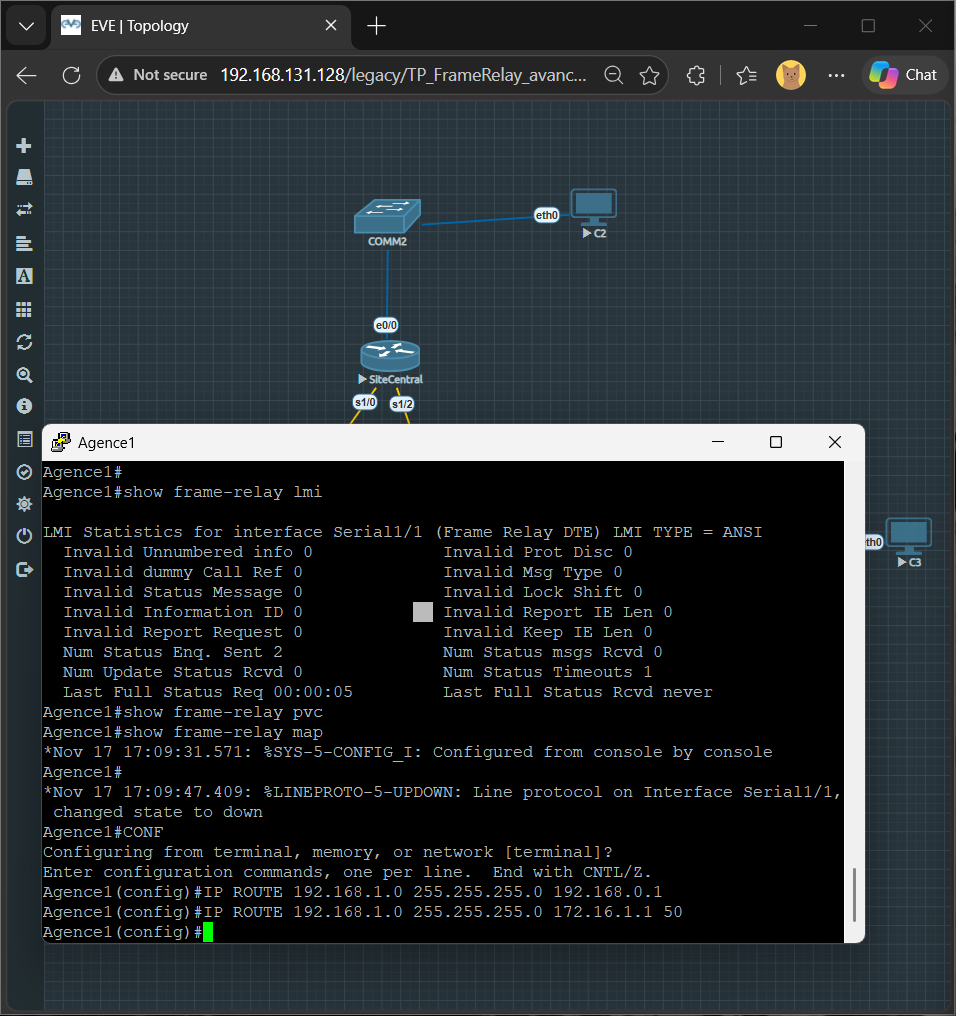 EVE | Topology
Not secure 192.168.131.128/legacy/TP_FrameRelay_avanc...
Chat
COMM2
eth0
C2
e0/0
SiteCentral
s1/0
s1/2
Agence1
Agence1#
Agence1#show frame-relay lmi
LMI Statistics for interface Serial1/1 (Frame Relay DTE) LMI TYPE = ANSI
Invalid Unnumbered info 0 Invalid Prot Disc 0
Invalid dummy Call Ref 0 Invalid Msg Type 0
Invalid Status Message 0 Invalid Lock Shift 0
Invalid Information ID 0 Invalid Report IE Len 0
Invalid Report Request 0 Invalid Keep IE Len 0
Num Status Enq. Sent 2 Num Status msgs Rcvd 0
Num Update Status Rcvd 0 Num Status Timeouts 1
Last Full Status Req 00:00:05 Last Full Status Rcvd never
Agence1#show frame-relay pvc
Agence1#show frame-relay map
*Nov 17 17:09:31.571: %SYS-5-CONFIG_I: Configured from console by console
Agence1#
*Nov 17 17:09:47.409: %LINEPROTO-5-UPDOWN: Line protocol on Interface Serial1/1,
changed state to down
Agence1#CONF
Configuring from terminal, memory, or network [terminal]?
Enter configuration commands, one per line. End with CNTL/Z.
Agence1(config)#IP ROUTE 192.168.1.0 255.255.255.0 192.168.0.1
Agence1(config)#IP ROUTE 192.168.1.0 255.255.255.0 172.16.1.1 50
Agence1(config)#
th0
C3